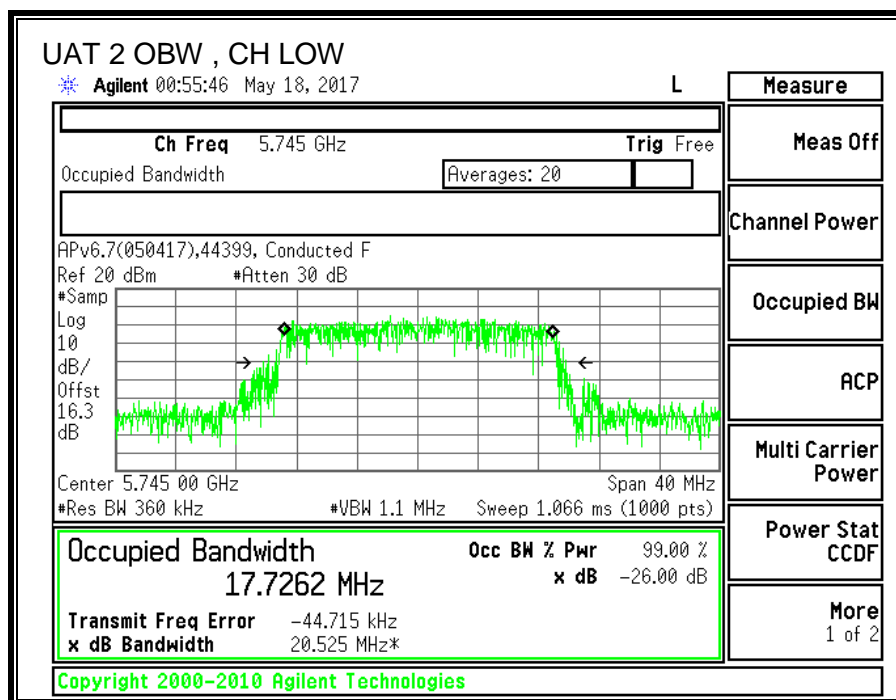 UAT 2 OBW , CH LOW
Agilent 00:55:46 May 18, 2017 L
Measure
Ch Freq 5.745 GHz Trig Free
Meas Off
Occupied Bandwidth Averages: 20
Channel Power
APv6.7(050417),44399, Conducted F
Ref 20 dBm #Atten 30 dB
#Samp
Log
10
dB/
Offst
16.3
dB
Occupied BW
ACP
Multi Carrier
Power
Center 5.745 00 GHz Span 40 MHz
#Res BW 360 kHz #VBW 1.1 MHz Sweep 1.066 ms (1000 pts)
Power Stat
CCDF
Occupied Bandwidth Occ BW % Pwr 99.00 %
17.7262 MHz x dB -26.00 dB
Transmit Freq Error -44.715 kHz
x dB Bandwidth 20.525 MHz*
More
1 of 2
Copyright 2000-2010 Agilent Technologies